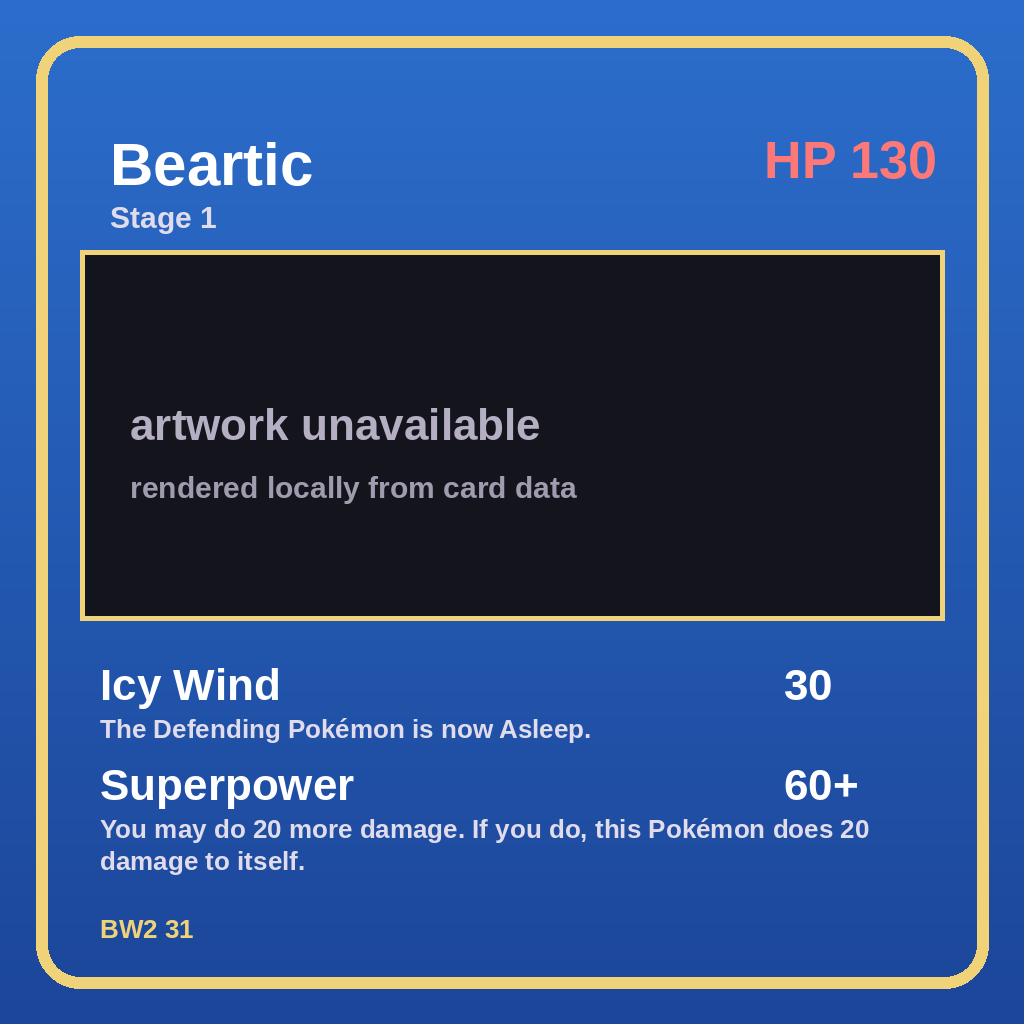 Beartic
HP 130
Stage 1
artwork unavailable
rendered locally from card data
Icy Wind 30
The Defending Pokémon is now Asleep.
Superpower 60+
You may do 20 more damage. If you do, this Pokémon does 20
damage to itself.
BW2 31